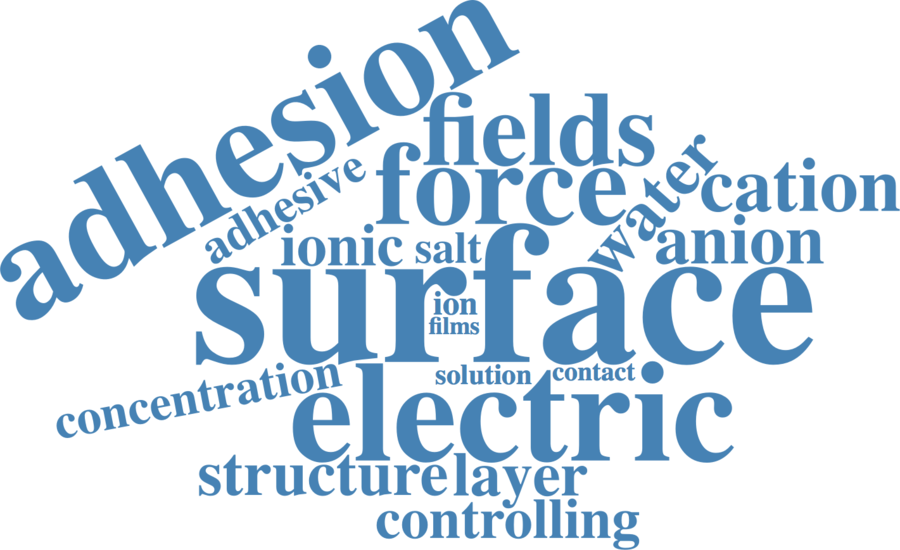 adhesion
fields
adhesive
force
water
cation
ionic
salt
anion
surface
ion
films
concentration
solution
contact
electric
structure
layer
controlling